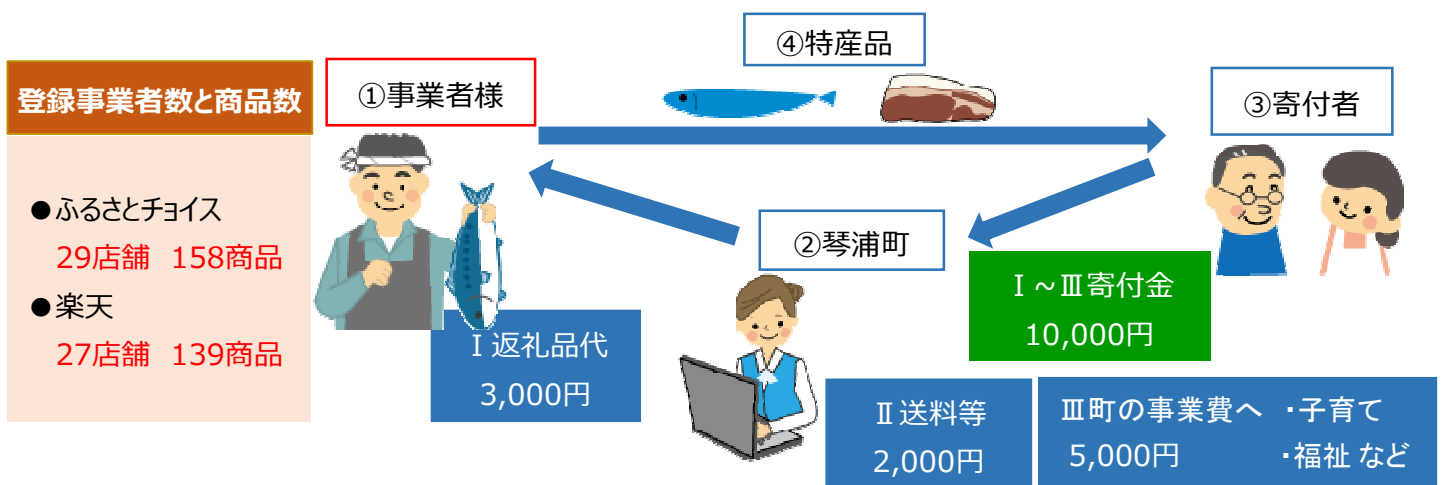 登録事業者数と商品数
●ふるさとチョイス
29店舗 158商品
●楽天
27店舗 139商品
①事業者様
④特産品
③寄付者
②琴浦町
Ⅰ~Ⅲ寄付金
10,000円
Ⅰ返礼品代
3,000円
Ⅱ送料等
2,000円
Ⅲ町の事業費へ ・子育て
5,000円 ・福祉 など